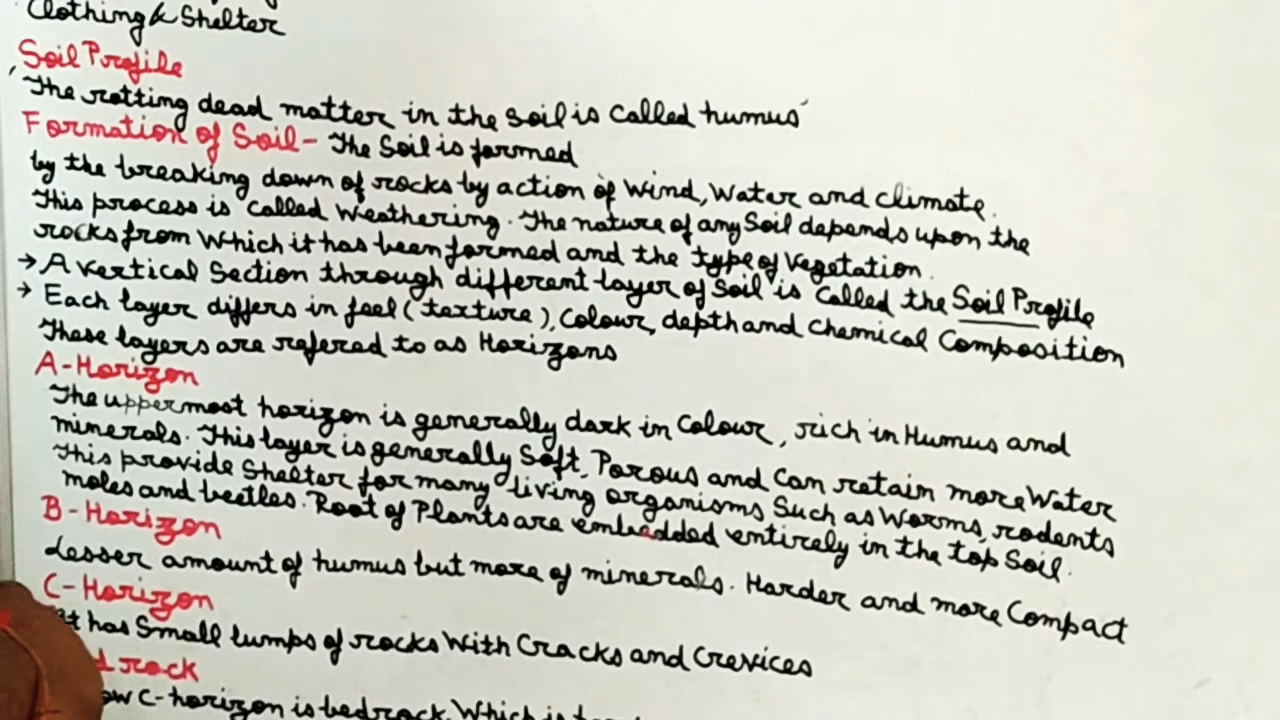 Clothing & Shelter
Soil Profile
The rotting dead matter in the soil is called humus
Formation of Soil- The Soil is formed
by the breaking down of rocks by action of Wind, Water and climate.
This process is called Weathering. The nature of any Soil depends upon the
rocks from Which it has been formed and the type of Vegetation.
→ A vertical Section through different layer of Soil is called the Soil Profile
→ Each layer differs in feel (texture), Colour, depth and Chemical Composition
These layers are refered to as Horizons
A-Horizon
The uppermost horizon is generally dark in Colour, rich in Humus and
minerals. This layer is generally Soft, Porous and Can retain more Water
This provide Shelter for many living organisms Such as Worms, rodents
moles and beetles. Root of Plants are embedded entirely in the top Soil.
B-Horizon
Lesser amount of humus but more of minerals. Harder and more Compact
C-Horizon
It has Small lumps of rocks With Cracks and Crevices
rock
C-horizon is bedrock, Which is